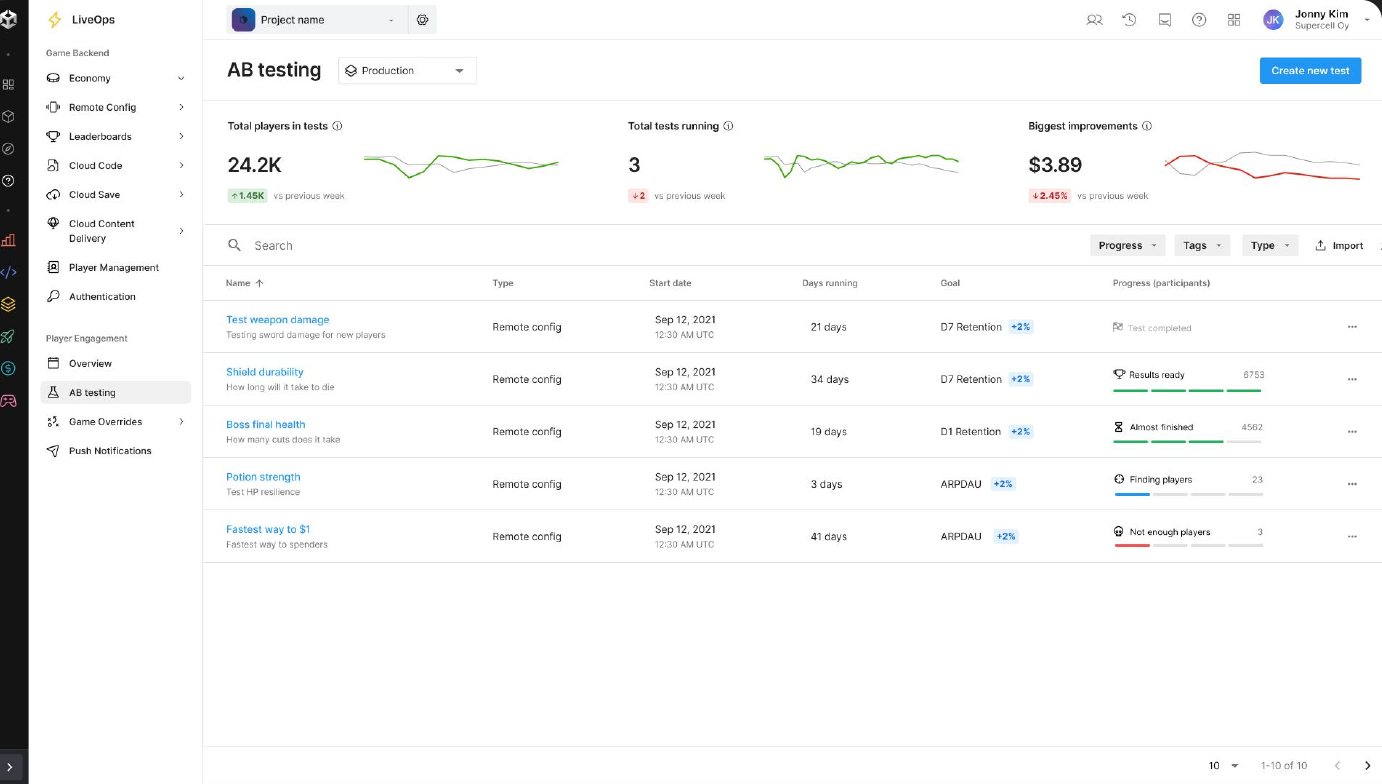 LiveOps
Project name
JK
Jonny Kim
Supercell Oy
Game Backend
Economy
Remote Config
Leaderboards
Cloud Code
Cloud Save
Cloud Content
Delivery
Player Management
Authentication
Player Engagement
Overview
AB testing
Game Overrides
Push Notifications
AB testing
Production
Create new test
Total players in tests
24.2K
↑1.45K vs previous week
Total tests running
3
↓2 vs previous week
Biggest improvements
$3.89
↓2.45% vs previous week
Search
Progress
Tags
Type
Import
Name ↑ Type Start date Days running Goal Progress (participants)
Test weapon damage
Testing sword damage for new players
Remote config
Sep 12, 2021
12:30 AM UTC
21 days
D7 Retention +2%
Test completed
Shield durability
How long will it take to die
Remote config
Sep 12, 2021
12:30 AM UTC
34 days
D7 Retention +2%
Results ready 6753
Boss final health
How many cuts does it take
Remote config
Sep 12, 2021
12:30 AM UTC
19 days
D1 Retention +2%
Almost finished 4562
Potion strength
Test HP resilience
Remote config
Sep 12, 2021
12:30 AM UTC
3 days
ARPDAU +2%
Finding players 23
Fastest way to $1
Fastest way to spenders
Remote config
Sep 12, 2021
12:30 AM UTC
41 days
ARPDAU +2%
Not enough players 3
10 1-10 of 10